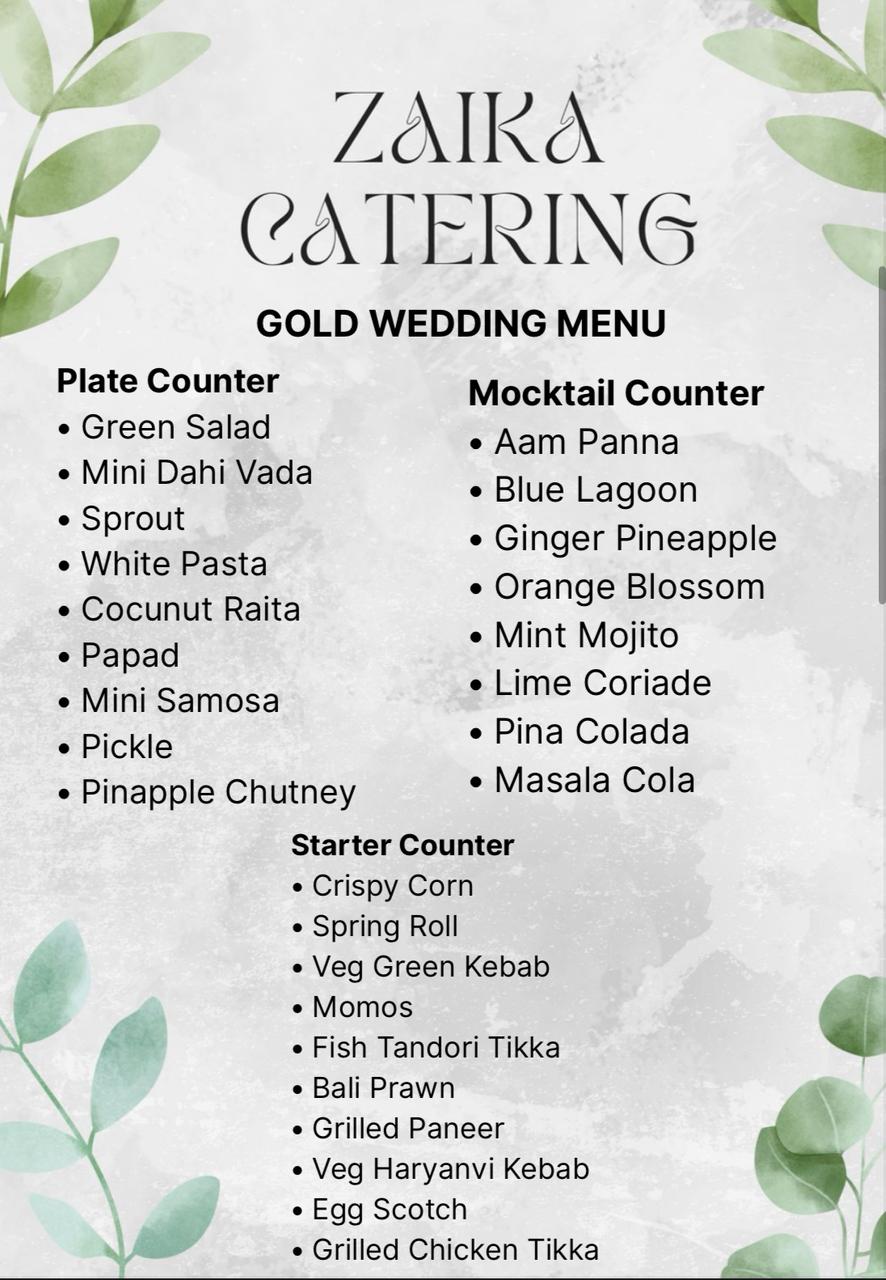 ZAIKA
CATERING
GOLD WEDDING MENU
Plate Counter
• Green Salad
• Mini Dahi Vada
• Sprout
• White Pasta
• Cocunut Raita
• Papad
• Mini Samosa
• Pickle
• Pinapple Chutney
Mocktail Counter
• Aam Panna
• Blue Lagoon
• Ginger Pineapple
• Orange Blossom
• Mint Mojito
• Lime Coriade
• Pina Colada
• Masala Cola
Starter Counter
• Crispy Corn
• Spring Roll
• Veg Green Kebab
• Momos
• Fish Tandori Tikka
• Bali Prawn
• Grilled Paneer
• Veg Haryanvi Kebab
• Egg Scotch
• Grilled Chicken Tikka